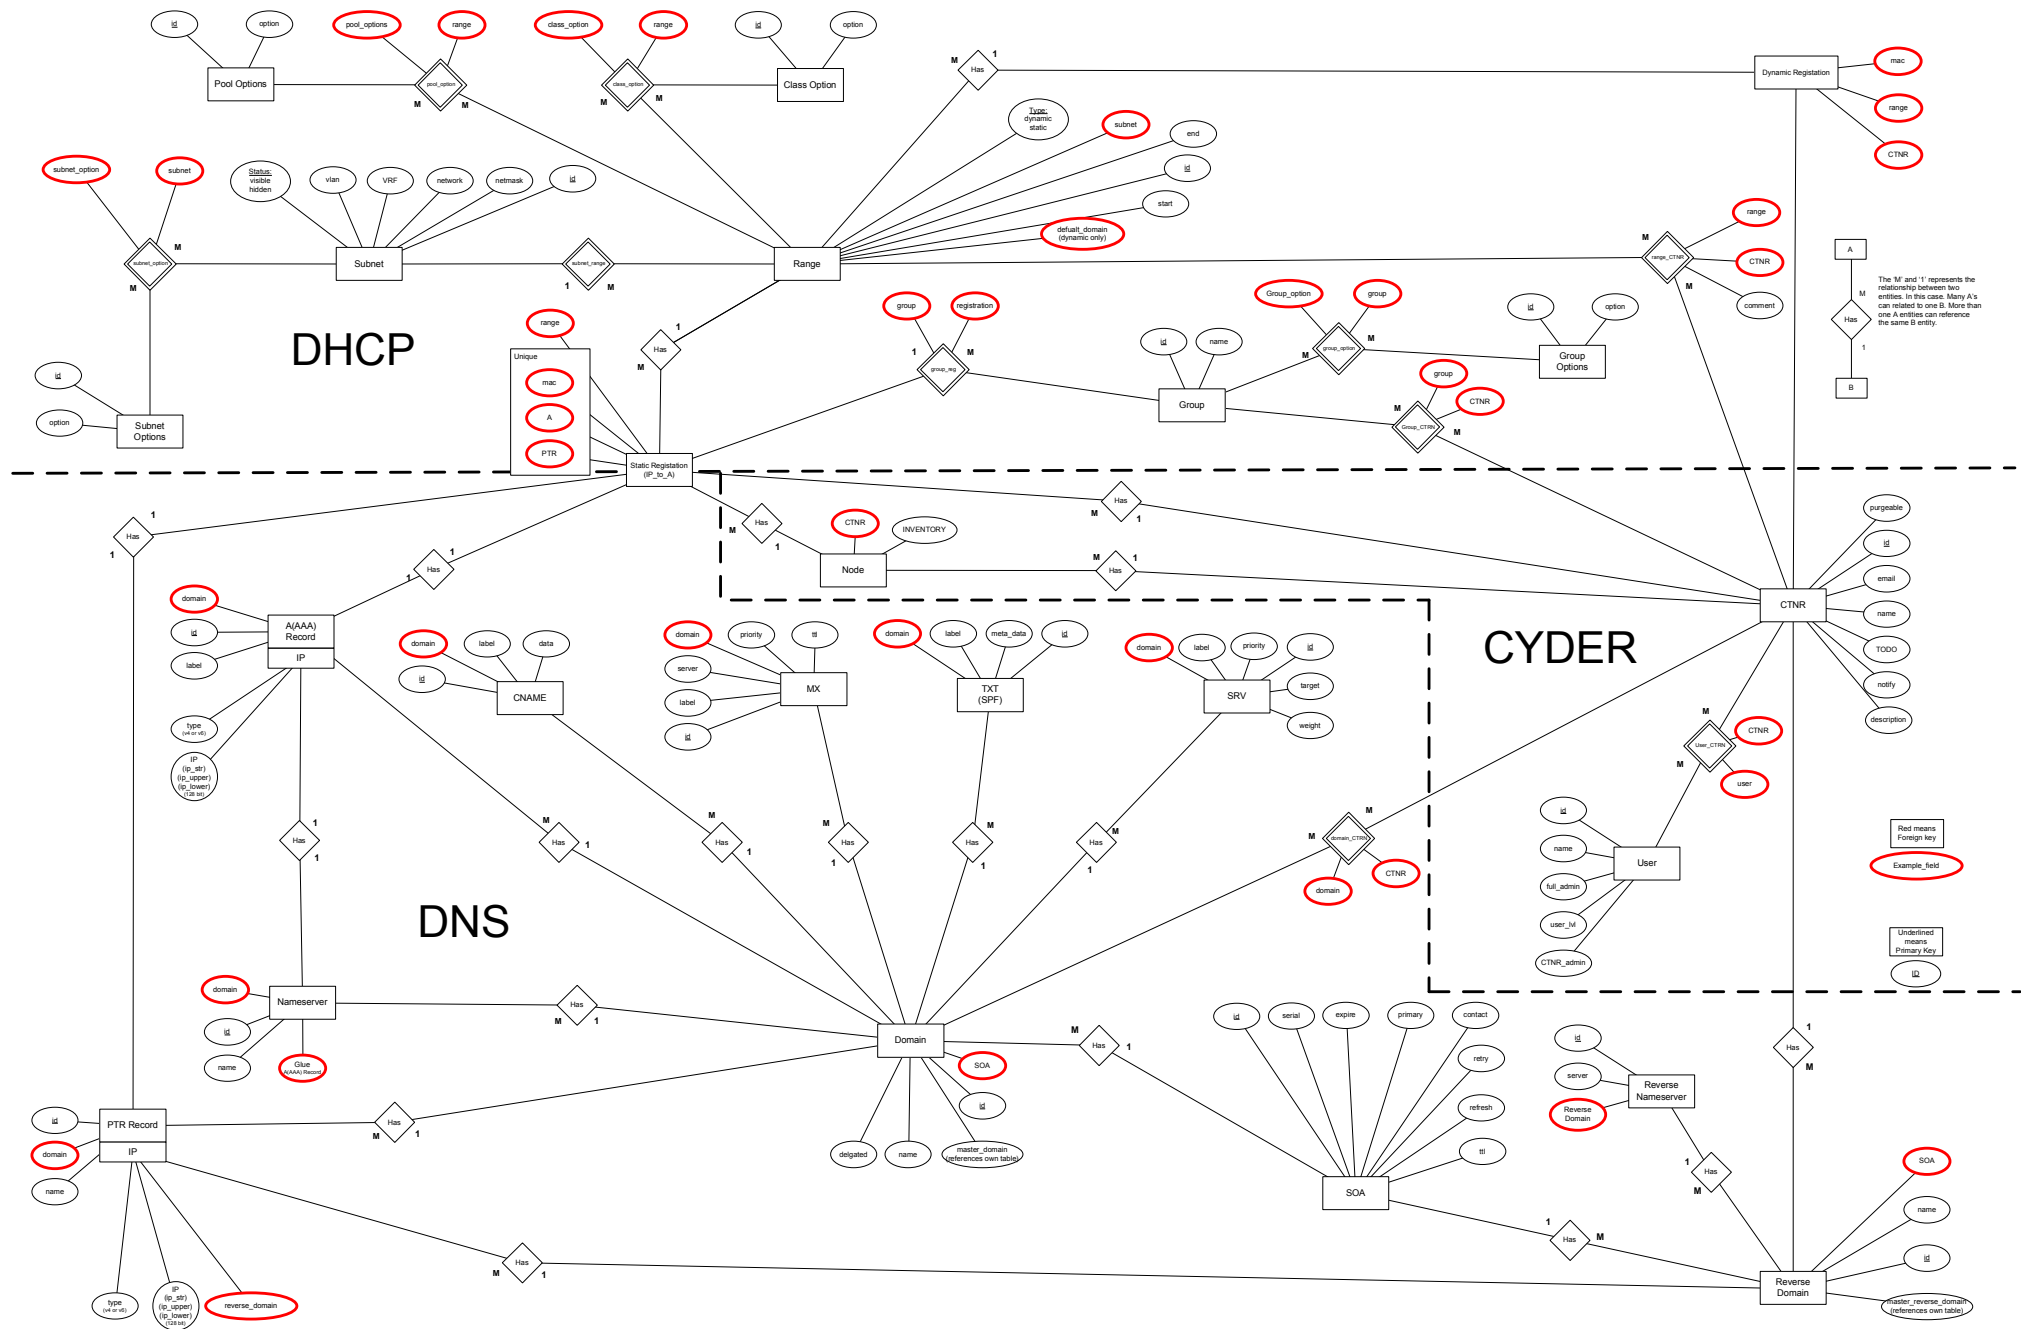 id
option
pool_options
range
class_option
range
id
option
Pool Options
pool_option
M
M
class_option
M
M
Class Option
M
Has
1
Dynamic Registation
mac
range
CTNR
Type:
dynamic
static
subnet
end
id
start
defualt_domain
(dynamic only)
subnet_option
subnet
Status:
visible
hidden
vlan
VRF
network
netmask
id
subnet_option
M
M
Subnet
subnet_range
1
M
Range
range
M
range_CTNR
M
CTNR
comment
A
M
Has
1
B
The 'M' and '1' represents the
relationship between two
entities. In this case. Many A's
can related to one B. More than
one A entities can reference
the same B entity.
DHCP
id
option
Subnet
Options
range
Unique
mac
A
PTR
1
Has
M
group
registration
1
group_reg
M
Group_option
group
M
group_option
M
id
option
Group
Options
id
name
Group
group
CTNR
M
Group_CTRN
M
Static Registation
(IP_to_A)
1
Has
1
1
Has
1
M
Has
1
CTNR
INVENTORY
Node
Has
M
1
M
Has
1
purgeable
id
email
name
TODO
notify
description
CTNR
CYDER
domain
id
label
A(AAA)
Record
IP
type
(v4 or v6)
IP
(ip_str)
(ip_upper)
(ip_lower)
(128 bit)
domain
id
label
data
CNAME
domain
priority
ttl
server
label
id
MX
domain
label
meta_data
id
TXT
(SPF)
domain
label
priority
id
target
weight
SRV
M
User_CTRN
M
CTNR
user
id
name
full_admin
user_lvl
CTNR_admin
User
Red means
Foreign key
Example_field
Underlined
means
Primary Key
ID
1
Has
1
M
Has
1
M
Has
1
M
Has
1
M
Has
1
M
Has
1
M
domain_CTRN
M
CTNR
domain
DNS
domain
id
name
Nameserver
Glue
A(AAA) Record
Has
M
1
Domain
SOA
id
delgated
name
master_domain
(references own table)
M
Has
1
id
serial
expire
primary
contact
retry
refresh
ttl
SOA
1
Has
M
id
server
Reverse
Domain
Reverse
Nameserver
1
Has
M
id
domain
name
PTR Record
IP
Has
M
1
type
(v4 or v6)
IP
(ip_str)
(ip_upper)
(ip_lower)
(128 bit)
reverse_domain
Has
M
1
1
Has
M
SOA
name
id
master_reverse_domain
(references own table)
Reverse
Domain